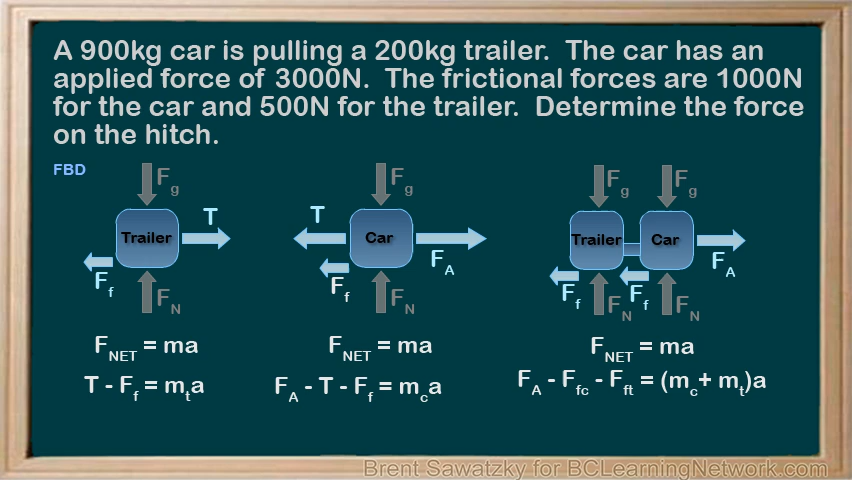 A 900kg car is pulling a 200kg trailer.  The car has an
applied force of 3000N.  The frictional forces are 1000N
for the car and 500N for the trailer.  Determine the force
on the hitch.
FBD
Fg
T
Trailer
Ff
FN
FNET = ma
T - Ff = mta
Fg
T
Car
FA
Ff
FN
FNET = ma
FA - T - Ff = mca
Fg Fg
Trailer Car
FA
Ff Ff
FN FN
FNET = ma
FA - Ffc - Fft = (mc+ mt)a
Brent Sawatzky for BCLearningNetwork.com